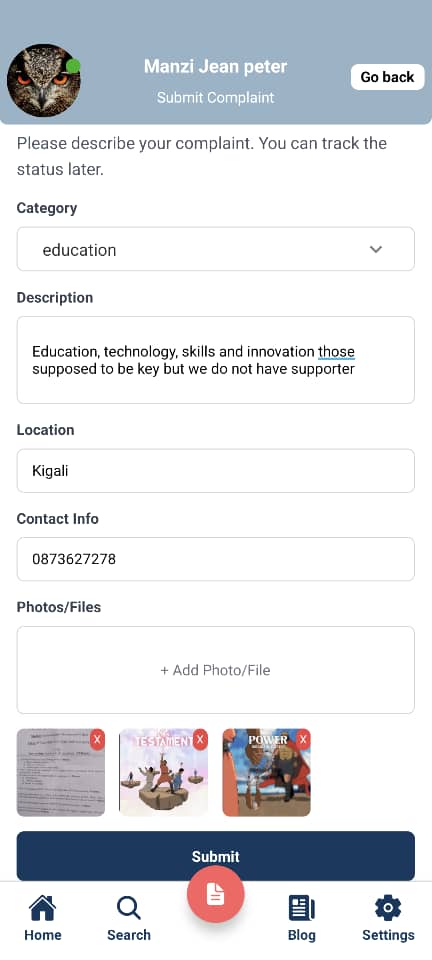 Manzi Jean peter
Submit Complaint
Go back
Please describe your complaint. You can track the
status later.
Category
education
Description
Education, technology, skills and innovation those
supposed to be key but we do not have supporter
Location
Kigali
Contact Info
0873627278
Photos/Files
+ Add Photo/File
X
X
X
TESTAMENT
POWER
Submit
Home
Search
Blog
Settings